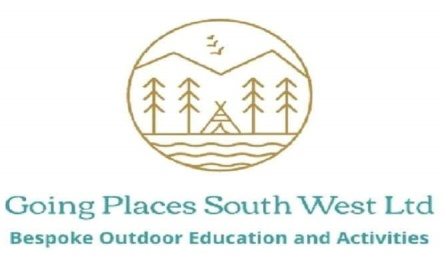 Going Places South West Ltd
Bespoke Outdoor Education and Activities